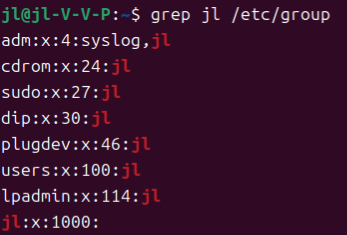 jl@jl-V-V-P:~$ grep jl /etc/group
adm:x:4:syslog,jl
cdrom:x:24:jl
sudo:x:27:jl
dip:x:30:jl
plugdev:x:46:jl
users:x:100:jl
lpadmin:x:114:jl
jl:x:1000: